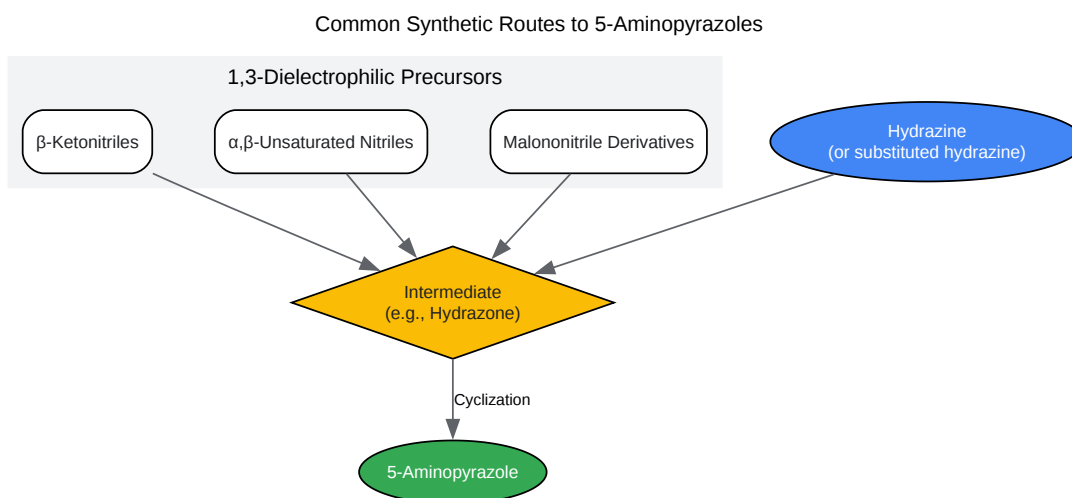 Common Synthetic Routes to 5-Aminopyrazoles
1,3-Dielectrophilic Precursors
β-Ketonitriles
α,β-Unsaturated Nitriles
Malononitrile Derivatives
Hydrazine
(or substituted hydrazine)
Intermediate
(e.g., Hydrazone)
Cyclization
5-Aminopyrazole